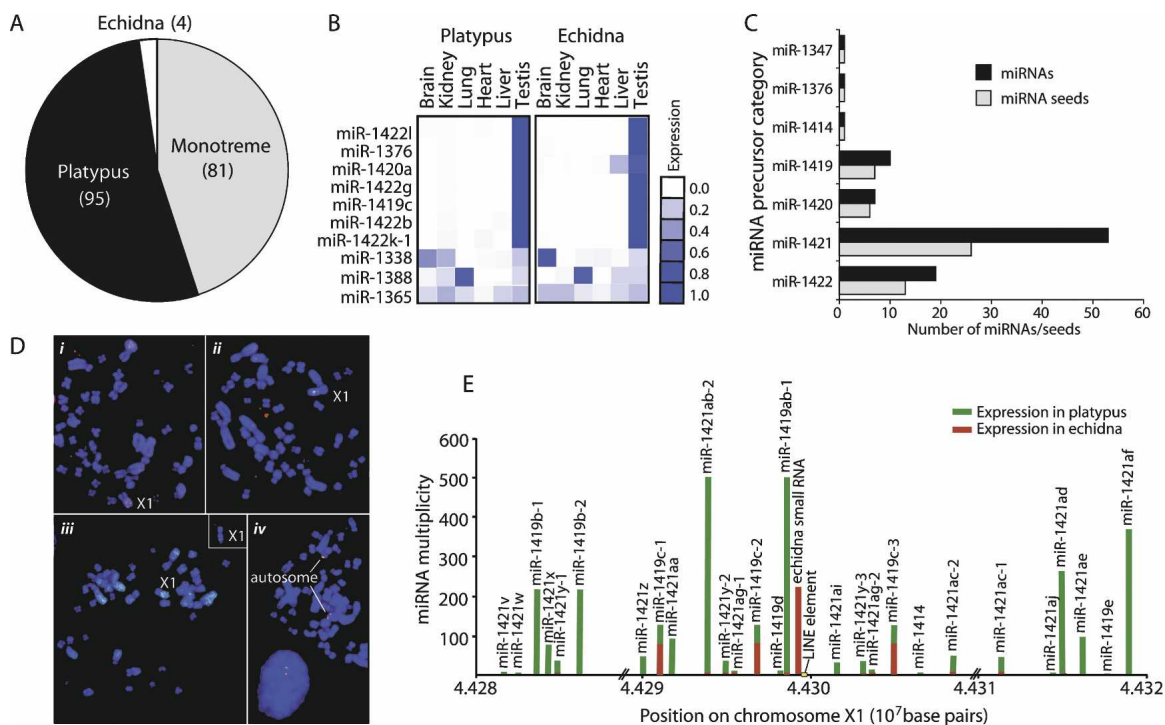 A
Echidna (4)
Platypus
(95)
Monotreme
(81)
B
Platypus
Echidna
Brain
Kidney
Lung
Heart
Liver
Testis
Brain
Kidney
Lung
Heart
Liver
Testis
miR-1422l
miR-1376
miR-1420a
miR-1422g
miR-1419c
miR-1422b
miR-1422k-1
miR-1338
miR-1388
miR-1365
Expression
0.0
0.2
0.4
0.6
0.8
1.0
C
miRNA precursor category
miR-1347
miR-1376
miR-1414
miR-1419
miR-1420
miR-1421
miR-1422
miRNAs
miRNA seeds
0
10
20
30
40
50
60
Number of miRNAs/seeds
D
i
X1
ii
X1
iii
X1
X1
iv
autosome
E
Expression in platypus
Expression in echidna
miRNA multiplicity
600
500
400
300
200
100
miR-1421v
miR-1421w
miR-1419b-1
miR-1421x
miR-1421y-1
miR-1419b-2
miR-1421z
miR-1419c-1
miR-1421aa
miR-1421ab-2
miR-1421y-2
miR-1421ag-1
miR-1419c-2
miR-1419d
miR-1419ab-1
echidna small RNA
LINE element
miR-1421ai
miR-1421y-3
miR-1421ag-2
miR-1419c-3
miR-1414
miR-1421ac-2
miR-1421ac-1
miR-1421aj
miR-1421ad
miR-1421ae
miR-1419e
miR-1421af
4.428
4.429
4.430
4.431
4.432
Position on chromosome X1 (10⁷base pairs)